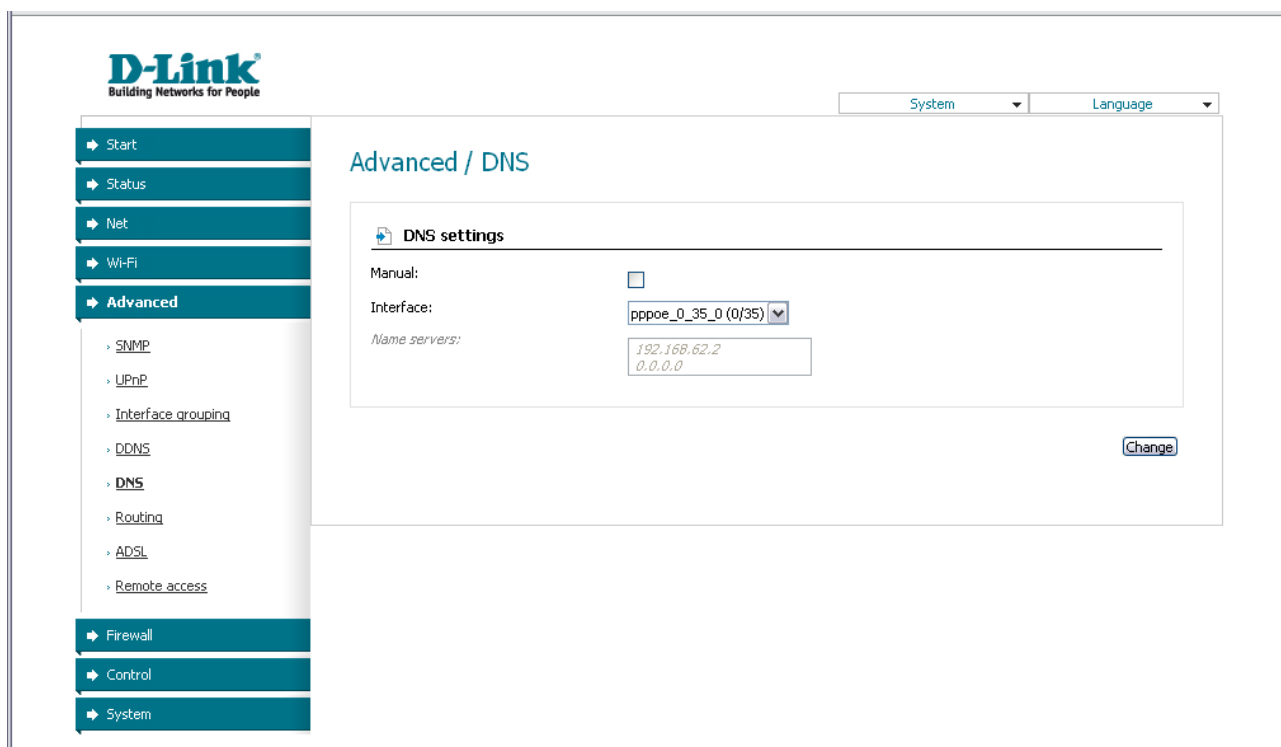 D-Link
Building Networks for People
System
Language
Start
Status
Net
Wi-Fi
Advanced
SNMP
UPnP
Interface grouping
DDNS
DNS
Routing
ADSL
Remote access
Firewall
Control
System
Advanced / DNS
DNS settings
Manual:
Interface:
pppoe_0_35_0 (0/35)
Name servers:
192.168.62.2
0.0.0.0
Change